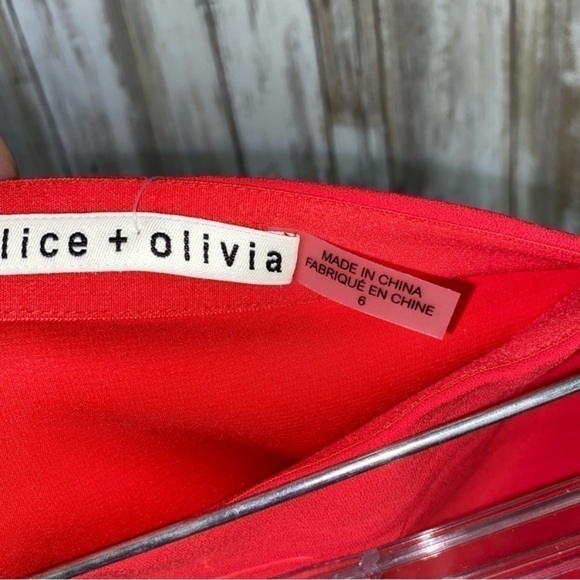 lice + olivia
MADE IN CHINA
FABRIQUÉ EN CHINE
6